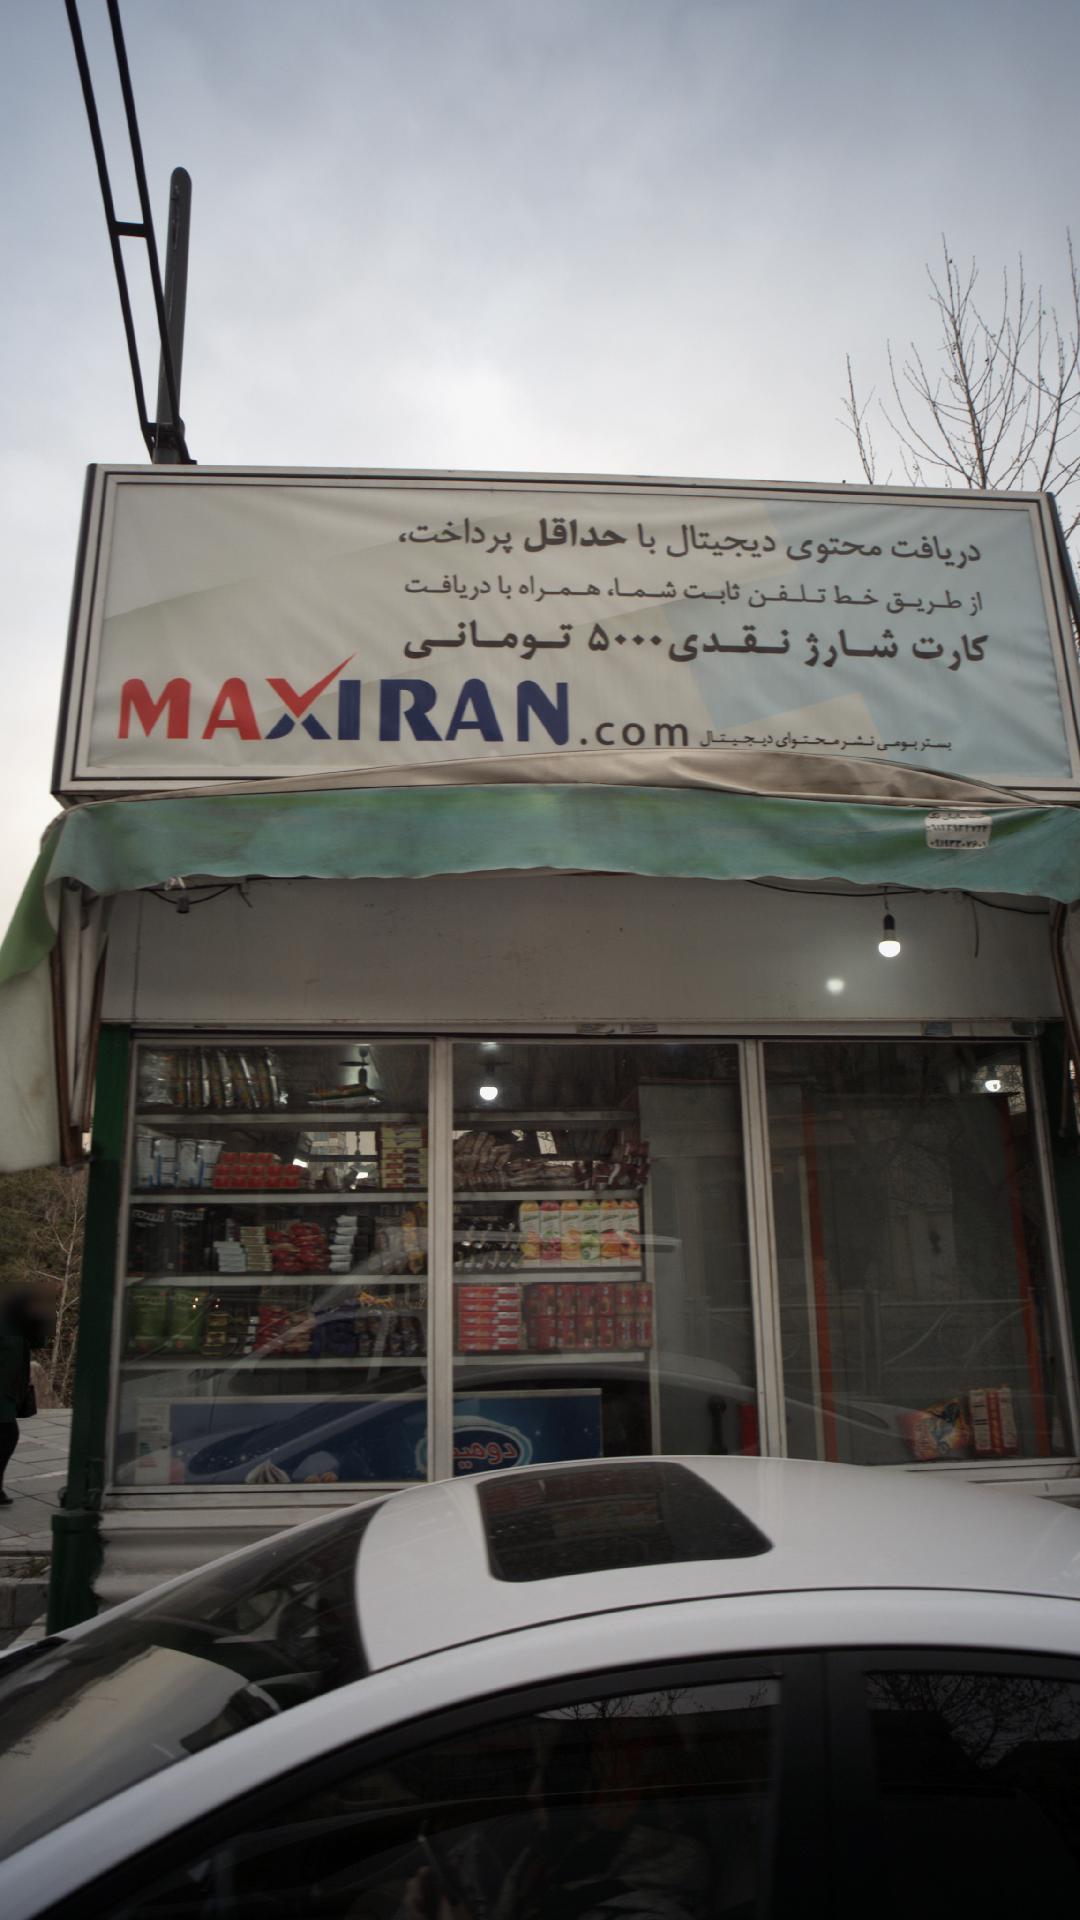 دریافت محتوی دیجیتال با حداقل پرداخت،
از طریق خط تلفن ثابت شما، همراه با دریافت
کارت شارژ نقدی ۵۰۰۰ تومانی
MAXIRAN.com
بستر بومی نشر محتوای دیجیتال